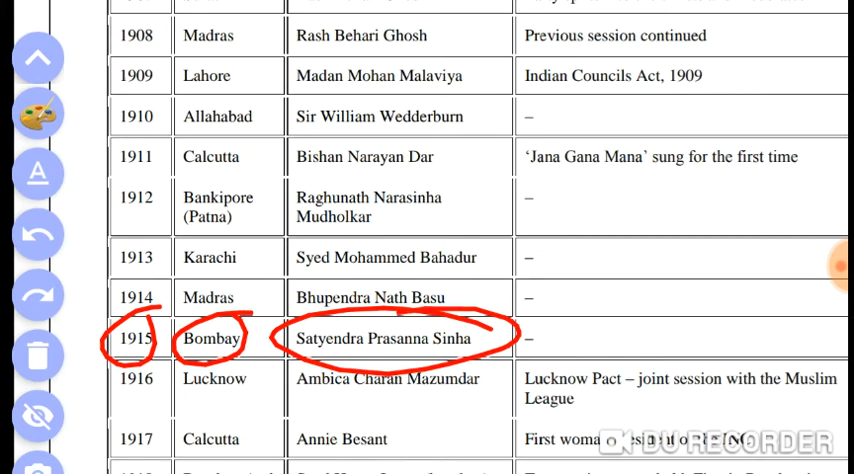 1908 Madras Rash Behari Ghosh Previous session continued
1909 Lahore Madan Mohan Malaviya Indian Councils Act, 1909
1910 Allahabad Sir William Wedderburn –
1911 Calcutta Bishan Narayan Dar ‘Jana Gana Mana’ sung for the first time
1912 Bankipore Raghunath Narasinha –
(Patna) Mudholkar
1913 Karachi Syed Mohammed Bahadur –
1914 Madras Bhupendra Nath Basu –
1915 Bombay Satyendra Prasanna Sinha –
1916 Lucknow Ambica Charan Mazumdar Lucknow Pact – joint session with the Muslim
League
1917 Calcutta Annie Besant First
DU RECORDER
A